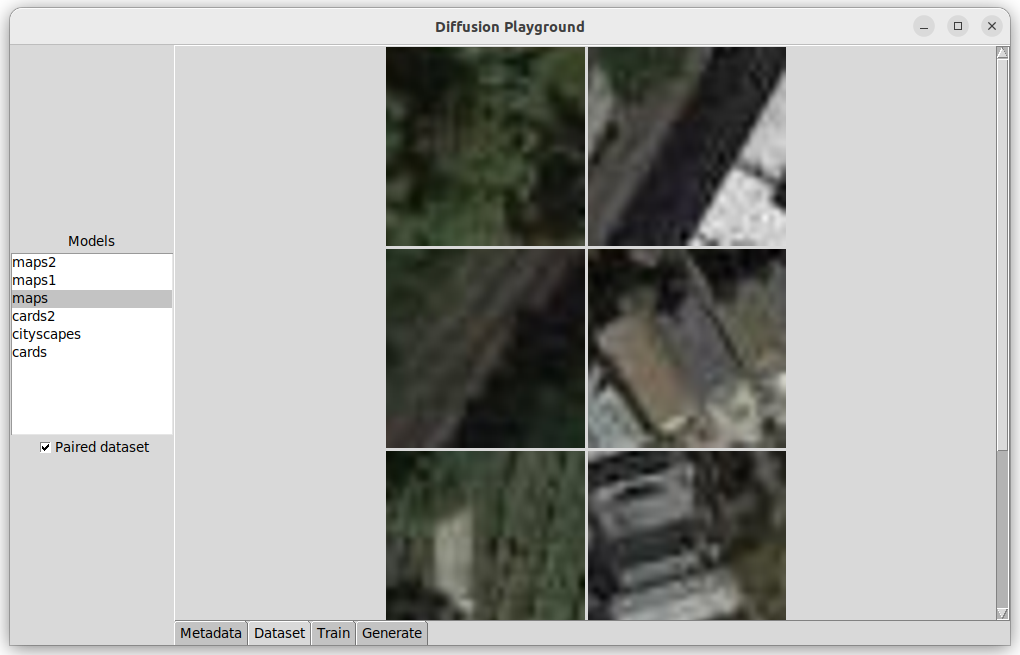 Diffusion Playground
Models
maps2
maps1
maps
cards2
cityscapes
cards
Paired dataset
Metadata
Dataset
Train
Generate